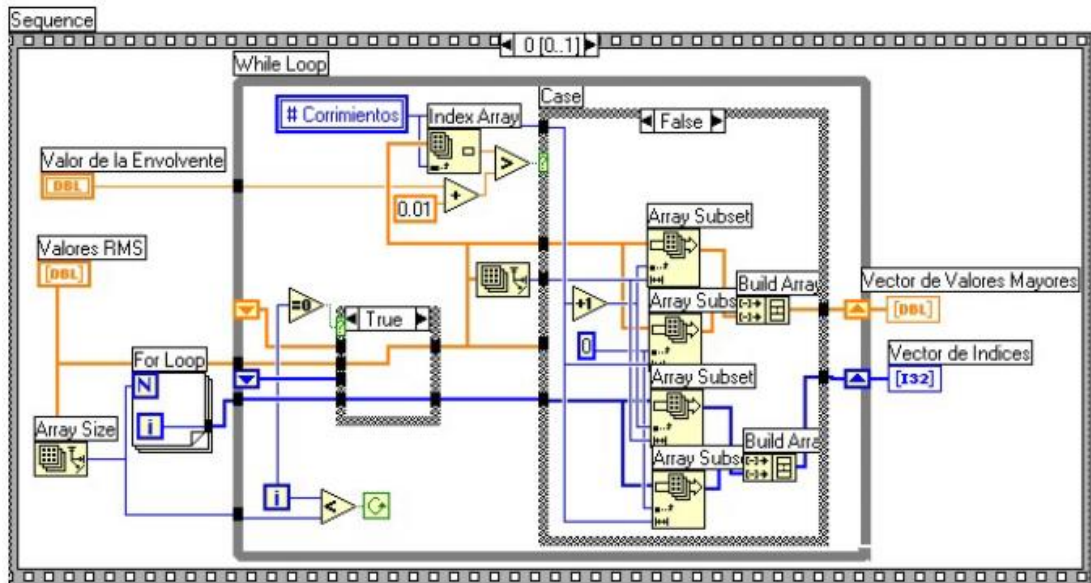 Sequence
0 [0..1]
While Loop
Case
# Corrimientos
Index Array
False
Valor de la Envolvente
DBL
>
+
0.01
Array Subset
Valores RMS
[DBL]
Build Array
Vector de Valores Mayores
[DBL]
=0
True
+1
Array Subs
0
For Loop
N
i
Vector de Indices
[I32]
Array Subset
Array Size
Build Arra
Array Subs
i
<